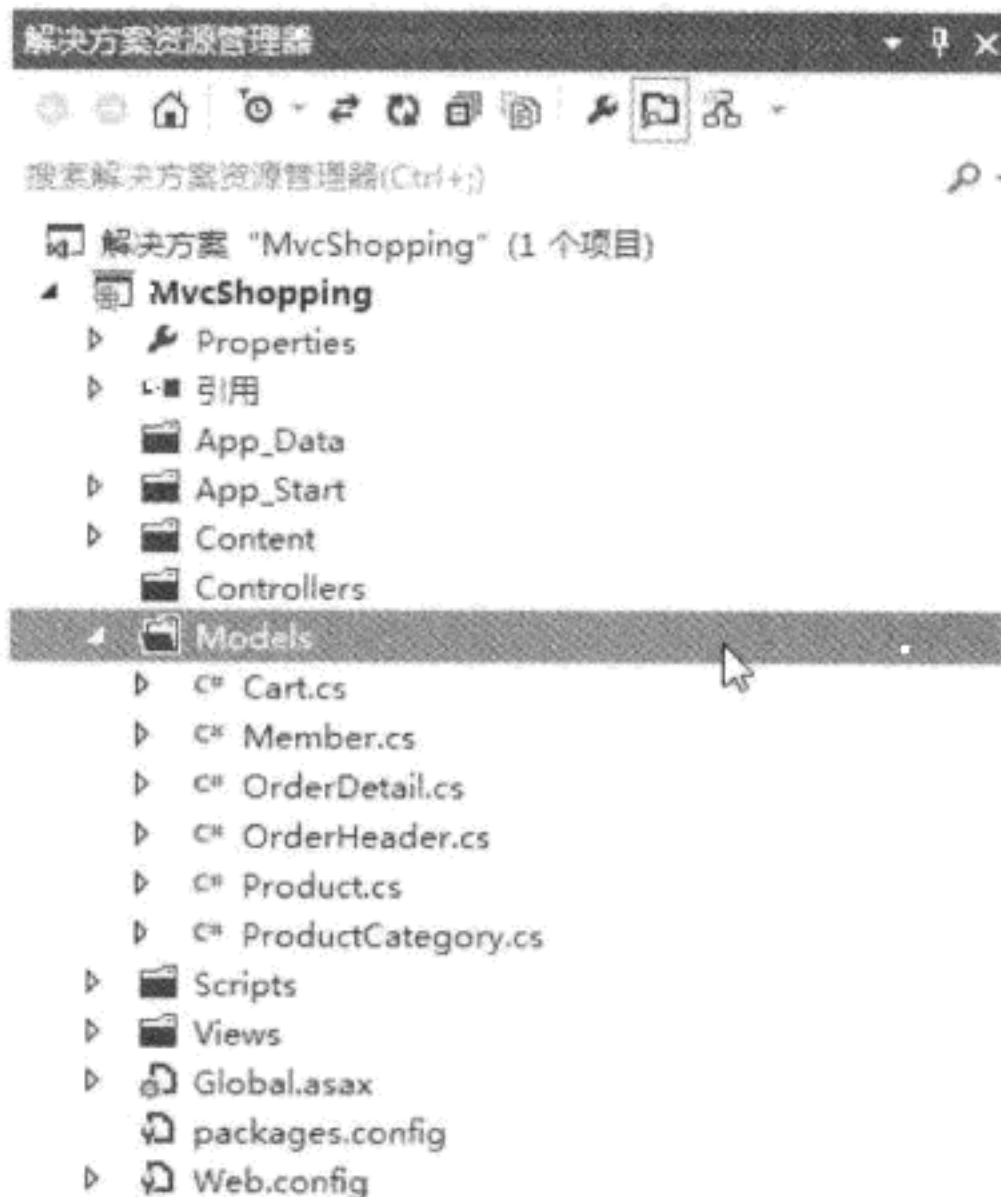 解决方案资源管理器
搜索解决方案资源管理器(Ctrl+;)
解决方案 "MvcShopping" (1 个项目)
MvcShopping
Properties
引用
App_Data
App_Start
Content
Controllers
Models
C# Cart.cs
C# Member.cs
C# OrderDetail.cs
C# OrderHeader.cs
C# Product.cs
C# ProductCategory.cs
Scripts
Views
Global.asax
packages.config
Web.config